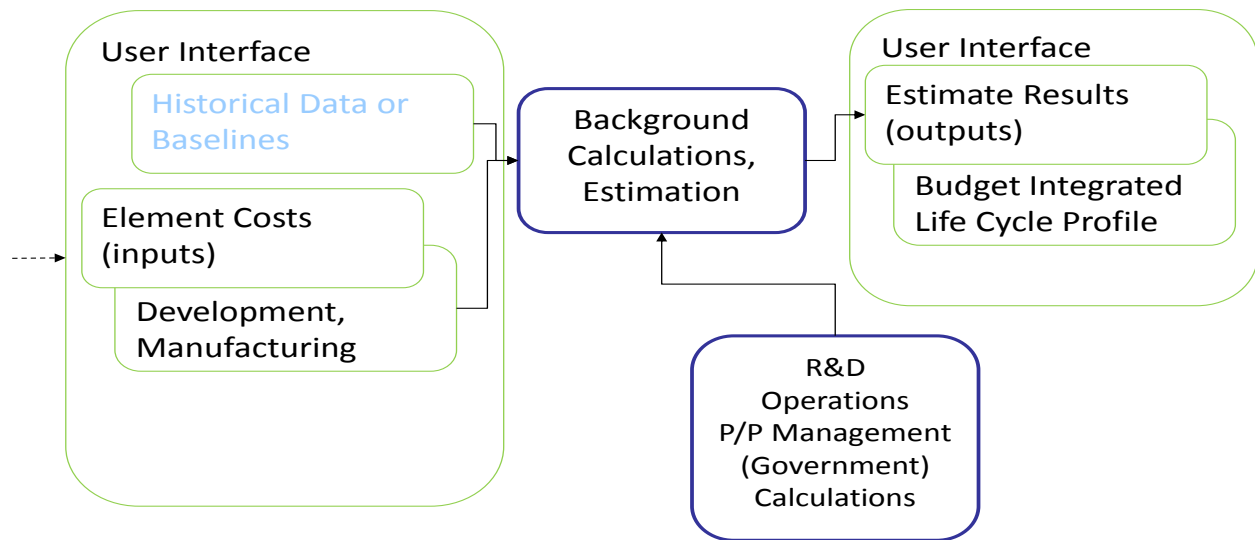 User Interface
Historical Data or
Baselines
Element Costs
(inputs)
Development,
Manufacturing
Background
Calculations,
Estimation
User Interface
Estimate Results
(outputs)
Budget Integrated
Life Cycle Profile
R&D
Operations
P/P Management
(Government)
Calculations